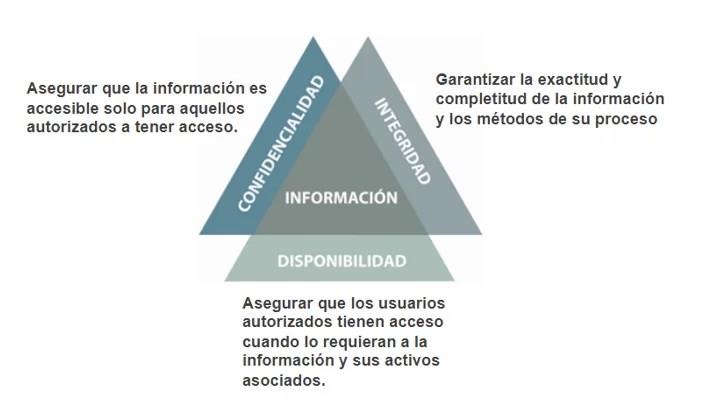 Asegurar que la información es
accesible solo para aquellos
autorizados a tener acceso.
Garantizar la exactitud y
completitud de la información
y los métodos de su proceso
CONFIDENCIALIDAD
INTEGRIDAD
INFORMACIÓN
DISPONIBILIDAD
Asegurar que los usuarios
autorizados tienen acceso
cuando lo requieran a la
información y sus activos
asociados.